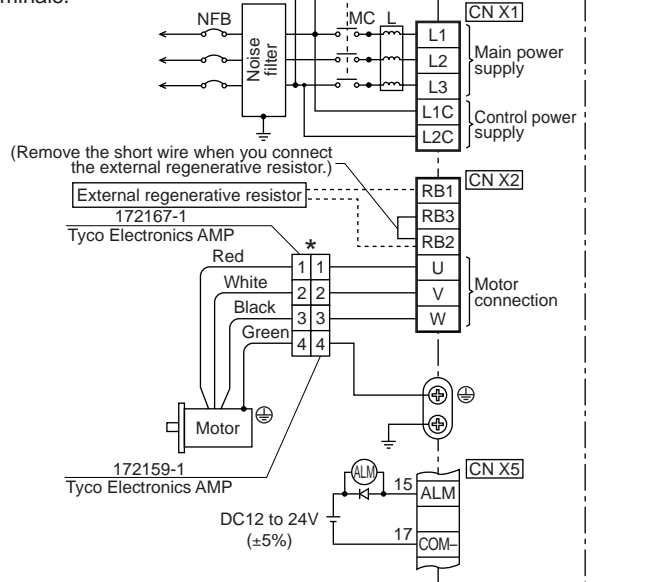 minals.
NFB
MC L
CN X1
Noise
filter
L1
L2
L3
Main power
supply
L1C
L2C
Control power
supply
(Remove the short wire when you connect
the external regenerative resistor.)
CN X2
External regenerative resistor
RB1
RB3
RB2
172167-1
Tyco Electronics AMP
*
Red
1 1
U
White
2 2
V
Black
3 3
W
Green
4 4
Motor
connection
Motor
172159-1
Tyco Electronics AMP
CN X5
ALM
15
ALM
DC12 to 24V
(±5%)
17
COM–